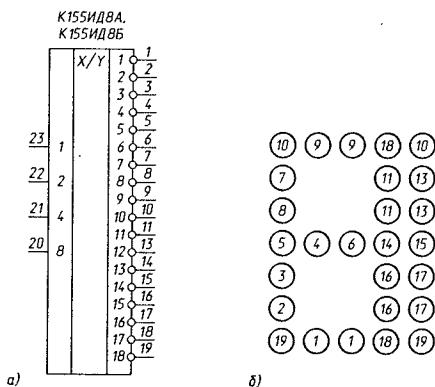 К155ИД8А,
К155ИД8Б
X/Y 1 1
2 2
3 3
4 4
5 5
23 1 6 6
7 7
22 2 8 8
9 9
21 4 10 10
11 11
20 8 12 13
13 14
14 15
15 16
16 17
17 18
18 19
а)
10 9 9 18 10
7 11 13
8 11 13
5 4 6 14 15
3 16 17
2 16 17
19 1 1 18 19
б)